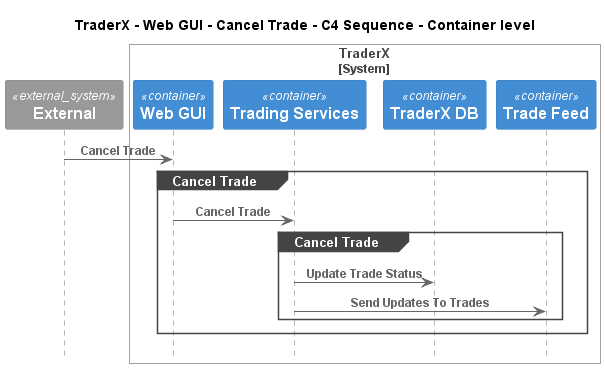 TraderX - Web GUI - Cancel Trade - C4 Sequence - Container level
TraderX
[System]
«external_system»
External
«container»
Web GUI
«container»
Trading Services
«container»
TraderX DB
«container»
Trade Feed
Cancel Trade
Cancel Trade
Cancel Trade
Cancel Trade
Update Trade Status
Send Updates To Trades